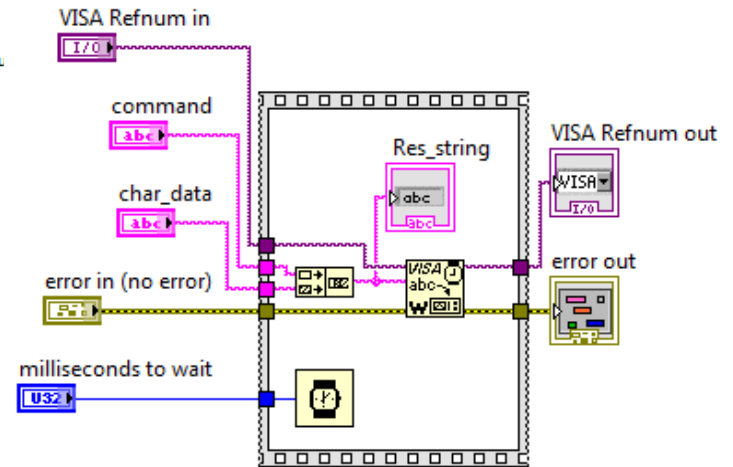 VISA Refnum in
I/O
command
abc
VISA Refnum out
Res_string
abc
abc
VISA
I/O
char_data
abc
VISA
abc
W
error in (no error)
error out
milliseconds to wait
U32